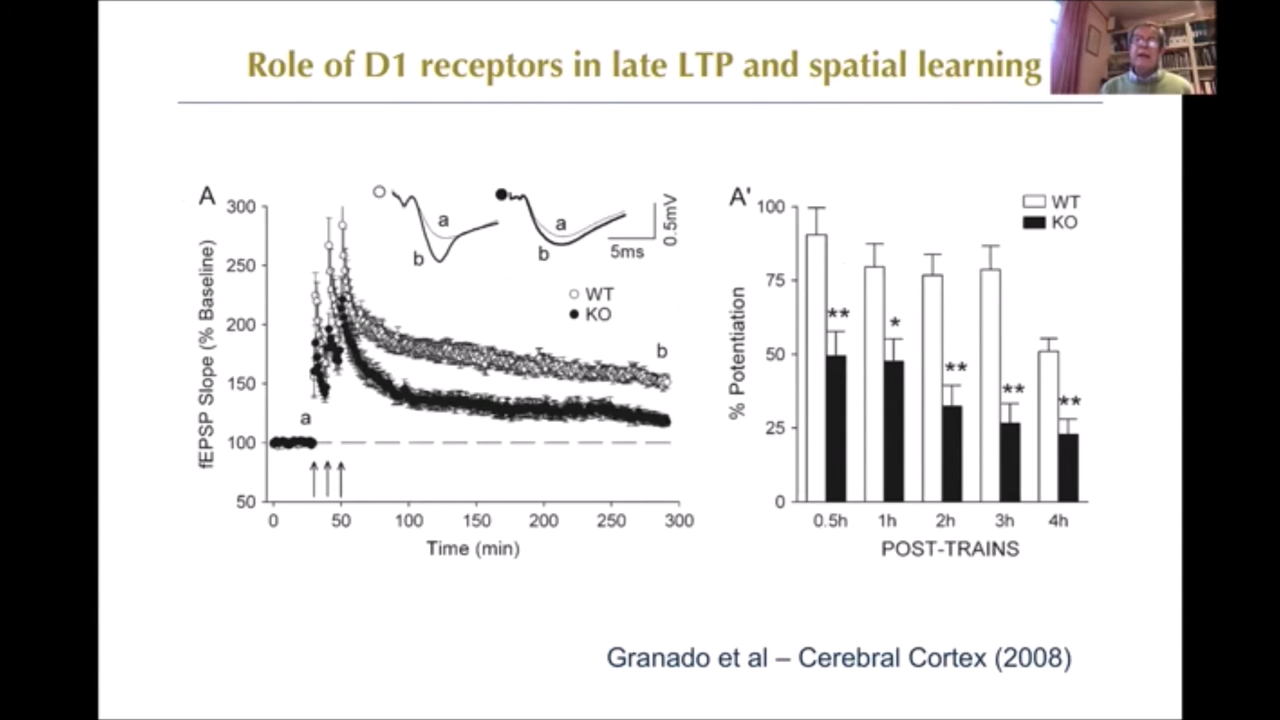 Role of D1 receptors in late LTP and spatial learning
A
300
250
200
150
100
50
fEPSP Slope (% Baseline)
a
b
a
b
0.5mV
5ms
WT
KO
a
b
0
50
100
150
200
250
300
Time (min)
A'
100
75
50
25
0
% Potentiation
WT
KO
**
*
**
**
**
0.5h
1h
2h
3h
4h
POST-TRAINS
Granado et al – Cerebral Cortex (2008)